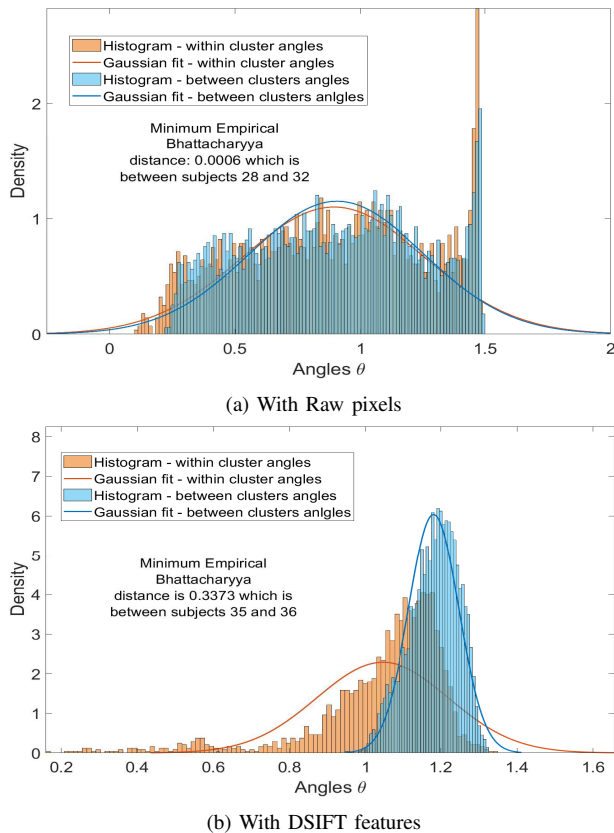 Histogram - within cluster angles
Gaussian fit - within cluster angles
Histogram - between clusters angles
Gaussian fit - between clusters anlgles
Minimum Empirical
Bhattacharyya
distance: 0.0006 which is
between subjects 28 and 32
Density
2
1
0
0 0.5 1 1.5 2
Angles θ
(a) With Raw pixels
Histogram - within cluster angles
Gaussian fit - within cluster angles
Histogram - between clusters angles
Gaussian fit - between clusters anlgles
Minimum Empirical
Bhattacharyya
distance is 0.3373 which is
between subjects 35 and 36
Density
8
7
6
5
4
3
2
1
0
0.2 0.4 0.6 0.8 1 1.2 1.4 1.6
Angles θ
(b) With DSIFT features